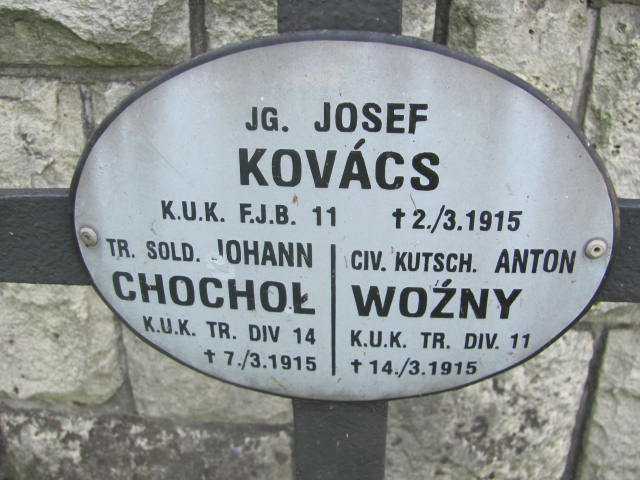 JG. JOSEF
KOVÁCS
K.U.K. F.J.B. 11 †2./3.1915
TR. SOLD. JOHANN
CHOCHOŁ
K.U.K. TR. DIV 14
†7./3.1915
CIV. KUTSCH. ANTON
WOŹNY
K.U.K. TR. DIV. 11
†14./3.1915